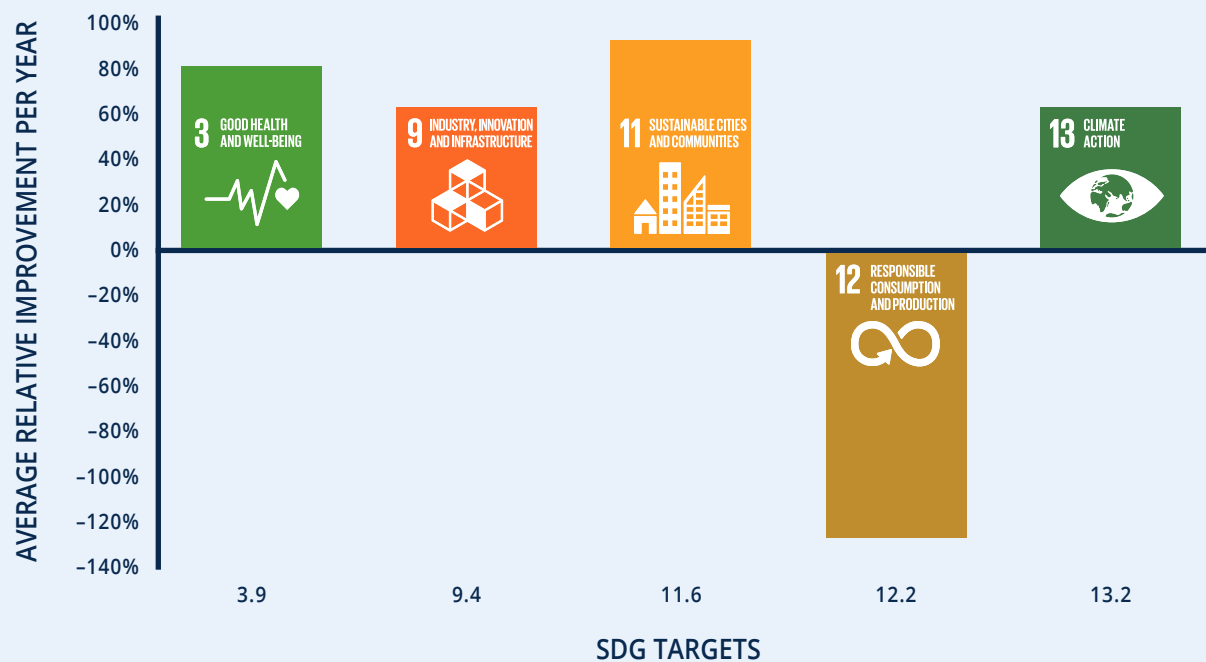 AVERAGE RELATIVE IMPROVEMENT PER YEAR
100%
80%
60%
40%
20%
0%
–20%
–40%
–60%
–80%
–100%
–120%
–140%
3 GOOD HEALTH
AND WELL-BEING
9 INDUSTRY, INNOVATION
AND INFRASTRUCTURE
11 SUSTAINABLE CITIES
AND COMMUNITIES
12 RESPONSIBLE
CONSUMPTION
AND PRODUCTION
13 CLIMATE
ACTION
3.9 9.4 11.6 12.2 13.2
SDG TARGETS